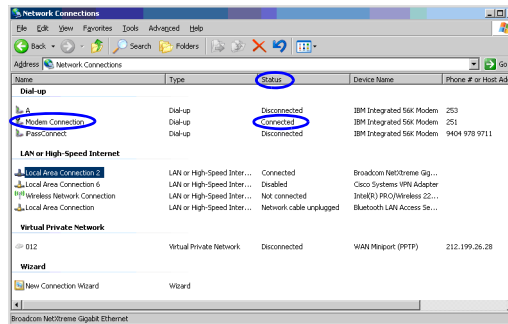 Network Connections
File Edit View Favorites Tools Advanced Help
Back Search Folders
Address Network Connections Go
Name Type Status Device Name Phone # or Host Ad
Dial-up
A Dial-up Disconnected IBM Integrated 56K Modem 253
Modem Connection Dial-up Connected IBM Integrated 56K Modem 251
iPassConnect Dial-up Disconnected IBM Integrated 56K Modem 9404 978 9711
LAN or High-Speed Internet
Local Area Connection 2 LAN or High-Speed Inter... Connected Broadcom NetXtreme Gig...
Local Area Connection 6 LAN or High-Speed Inter... Disabled Cisco Systems VPN Adapter
Wireless Network Connection LAN or High-Speed Inter... Not connected Intel(R) PRO/Wireless 22...
Local Area Connection LAN or High-Speed Inter... Network cable unplugged Bluetooth LAN Access Se...
Virtual Private Network
012 Virtual Private Network Disconnected WAN Miniport (PPTP) 212.199.26.28
Wizard
New Connection Wizard Wizard
Broadcom NetXtreme Gigabit Ethernet